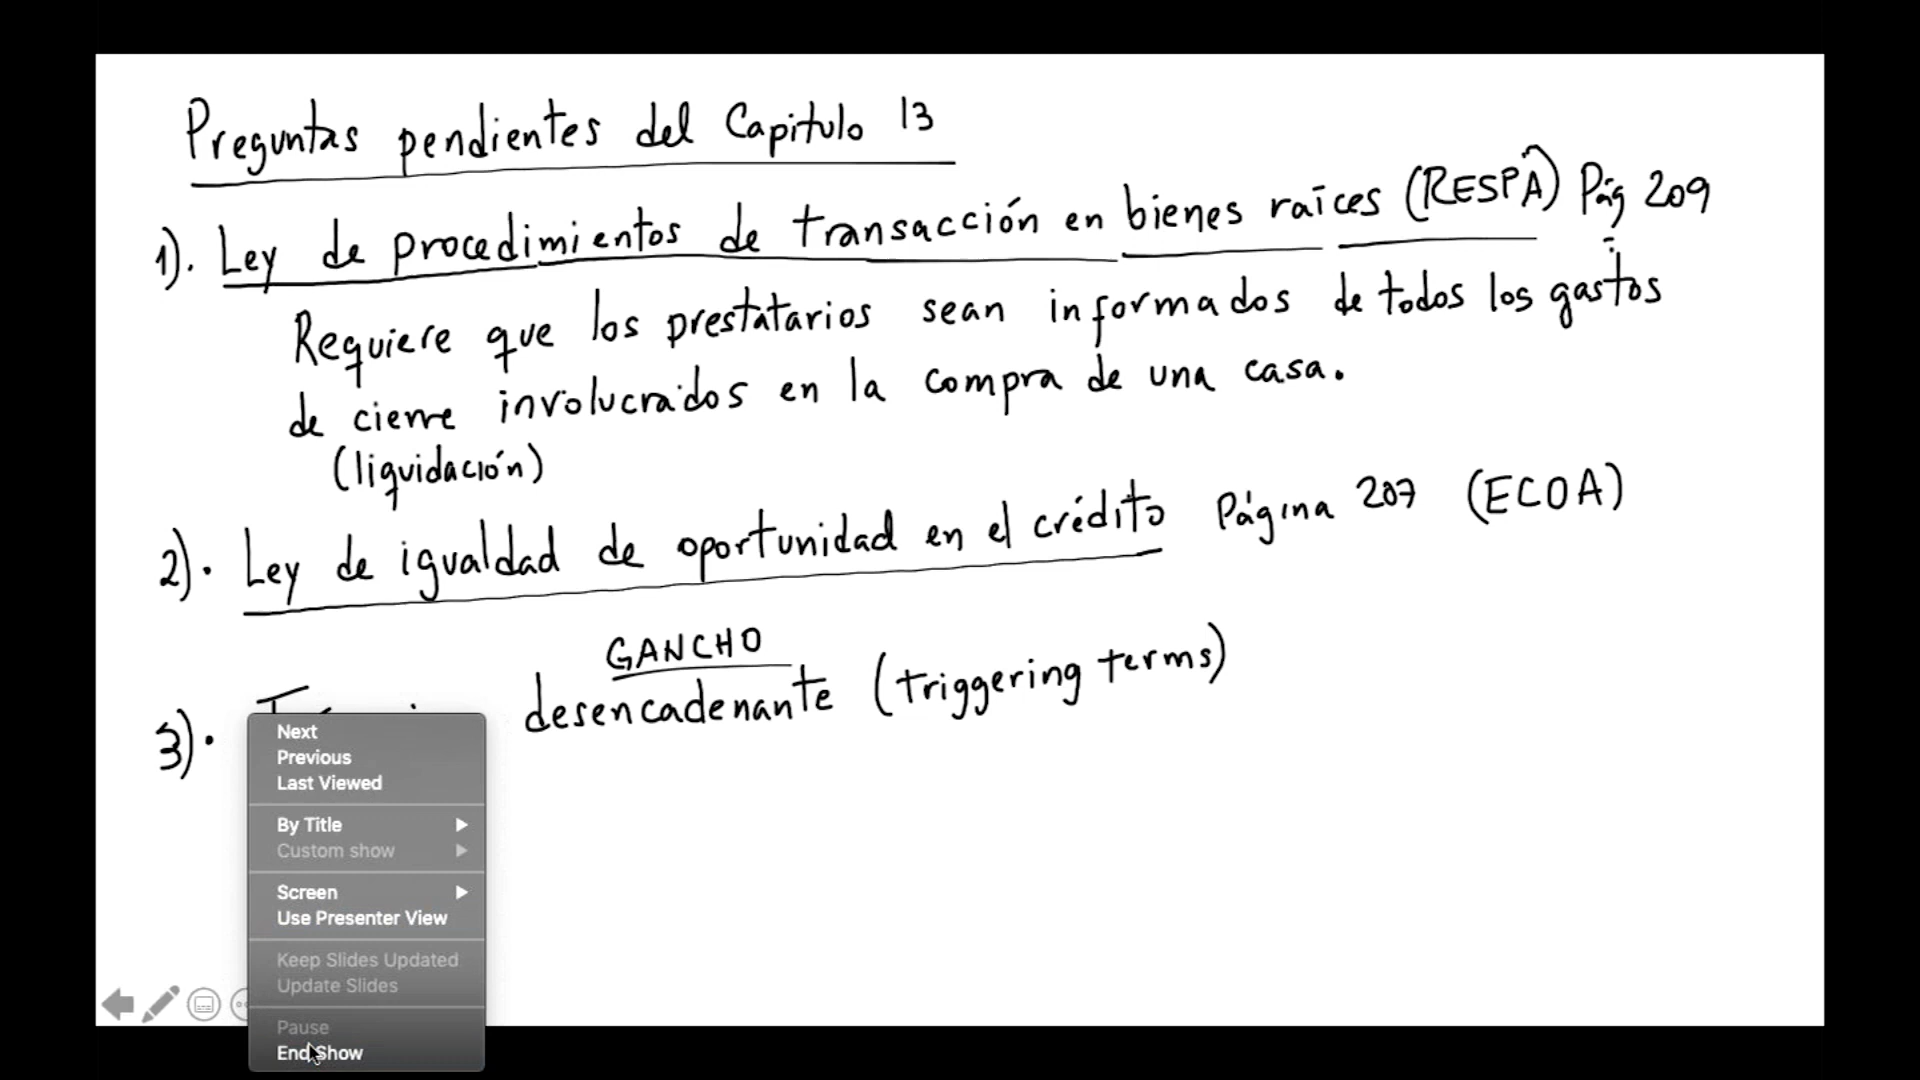 Preguntas pendientes del Capitulo 13
1). Ley de procedimientos de transacción en bienes raíces (RESPA) Pág 209
Requiere que los prestatarios sean informados de todos los gastos
de cierre involucrados en la compra de una casa.
(liquidación)
2). Ley de igualdad de oportunidad en el crédito Página 207 (ECOA)
GANCHO
3). desencadenante (triggering terms)
Next
Previous
Last Viewed
By Title
Custom show
Screen
Use Presenter View
Keep Slides Updated
Update Slides
Pause
End Show